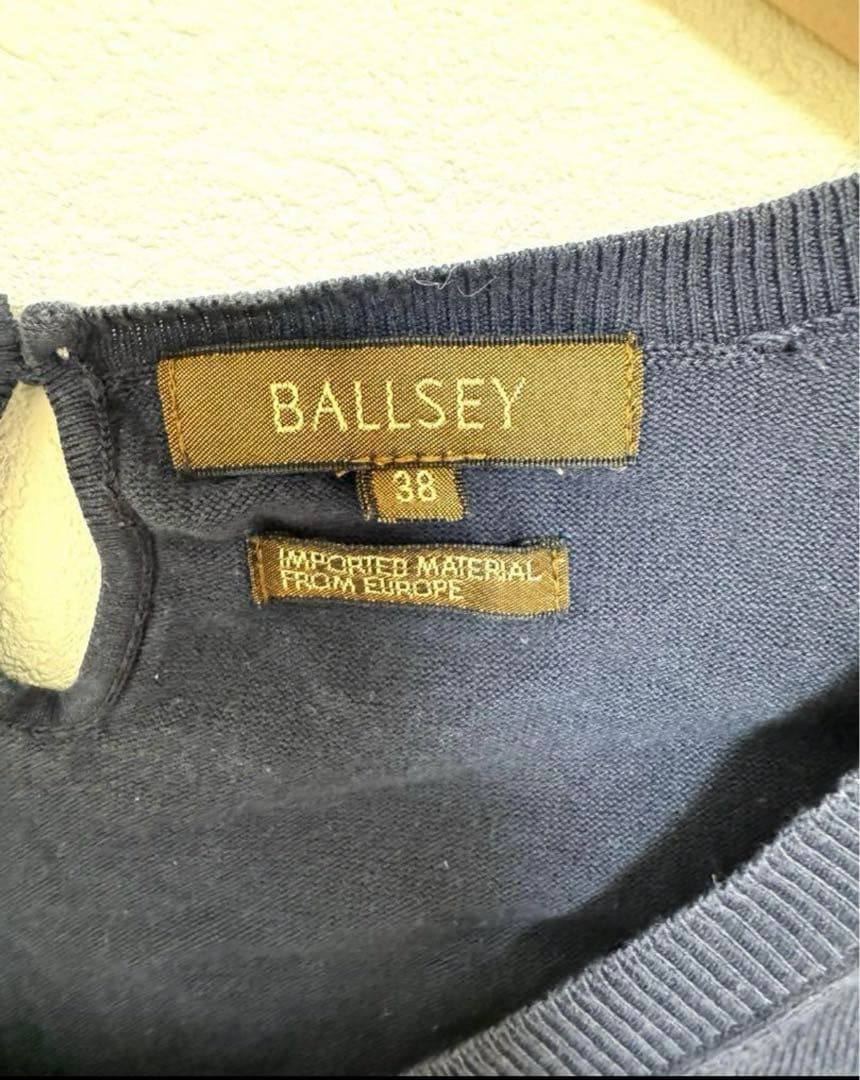 BALLSEY
38
IMPORTED MATERIAL
FROM EUROPE